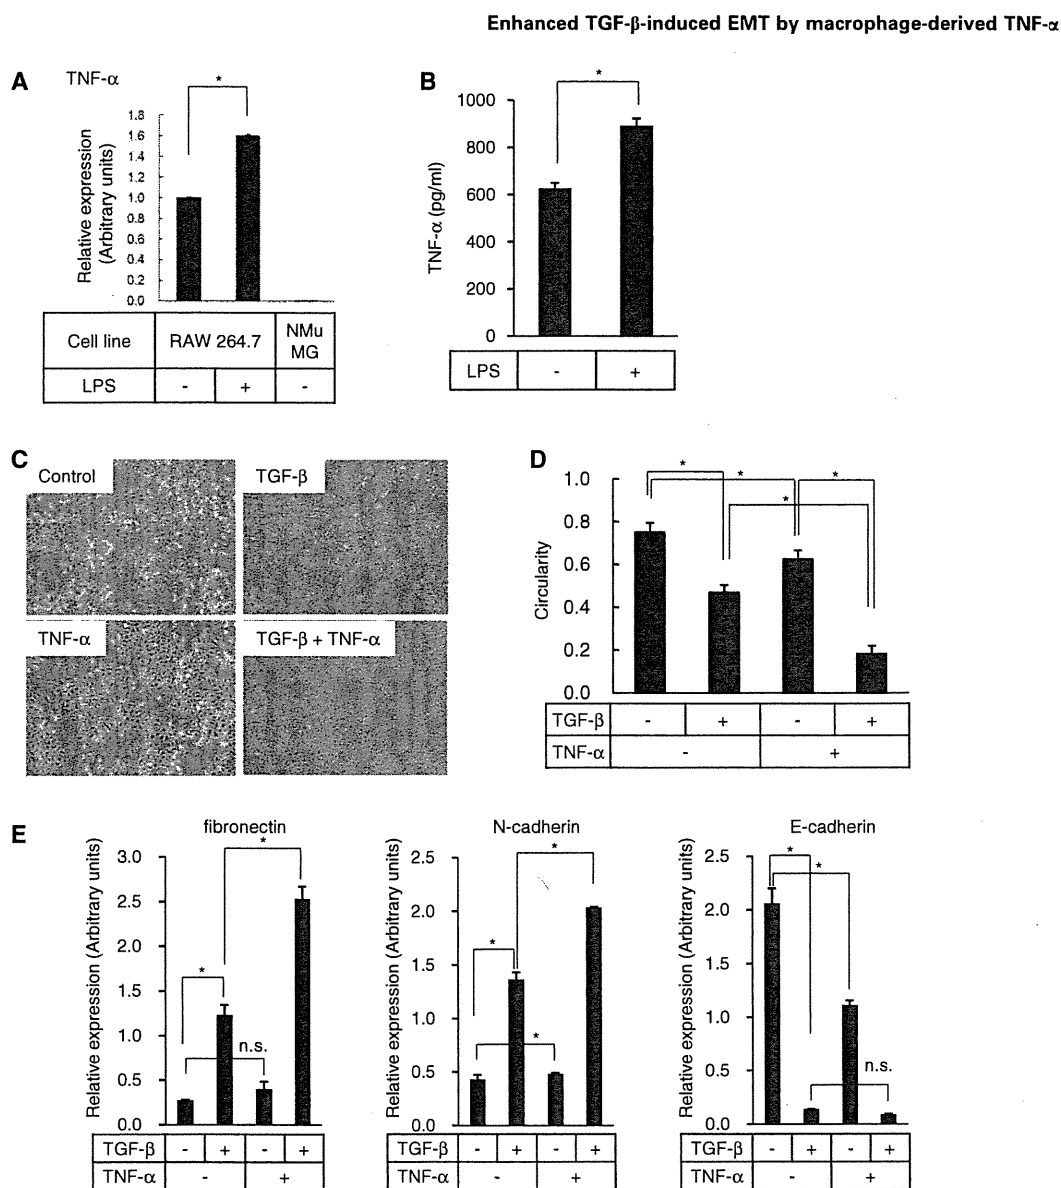 Enhanced TGF-β-induced EMT by macrophage-derived TNF-α
A
TNF-α
*
Relative expression
(Arbitrary units)
1.8
1.6
1.4
1.2
1.0
0.8
0.6
0.4
0.2
0.0
Cell line RAW 264.7 NMu MG
LPS - + -
B
*
TNF-α (pg/ml)
1000
800
600
400
200
0
LPS - +
C
Control
TGF-β
TNF-α
TGF-β + TNF-α
D
* * * *
Circularity
1.0
0.8
0.6
0.4
0.2
0.0
TGF-β - + - +
TNF-α - +
E
fibronectin
Relative expression (Arbitrary units)
3.0
2.5
2.0
1.5
1.0
0.5
0.0
*
*
n.s.
TGF-β - + - +
TNF-α - +
N-cadherin
Relative expression (Arbitrary units)
2.5
2.0
1.5
1.0
0.5
0.0
*
*
*
TGF-β - + - +
TNF-α - +
E-cadherin
Relative expression (Arbitrary units)
2.5
2.0
1.5
1.0
0.5
0.0
*
*
n.s.
TGF-β - + - +
TNF-α - +